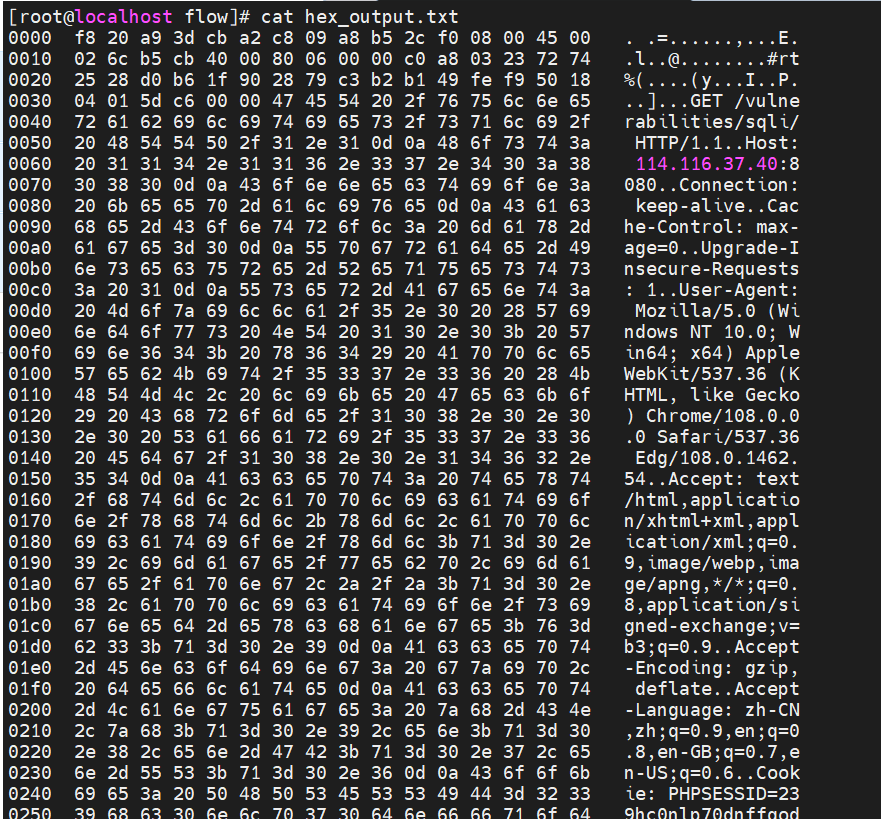 [root@localhost flow]# cat hex_output.txt
0000  f8 20 a9 3d cb a2 c8 09 a8 b5 2c f0 08 00 45 00   . .=......,...E.
0010  02 6c b5 cb 40 00 80 06 00 00 c0 a8 03 23 72 74   .l..@........#rt
0020  25 28 d0 b6 1f 90 28 79 c3 b2 b1 49 fe f9 50 18   %(....(y...I..P.
0030  04 01 5d c6 00 00 47 45 54 20 2f 76 75 6c 6e 65   ..]...GET /vulne
0040  72 61 62 69 6c 69 74 69 65 73 2f 73 71 6c 69 2f   rabilities/sqli/
0050  20 48 54 54 50 2f 31 2e 31 0d 0a 48 6f 73 74 3a    HTTP/1.1..Host:
0060  20 31 31 34 2e 31 31 36 2e 33 37 2e 34 30 3a 38    114.116.37.40:8
0070  30 38 30 0d 0a 43 6f 6e 6e 65 63 74 69 6f 6e 3a   080..Connection:
0080  20 6b 65 65 70 2d 61 6c 69 76 65 0d 0a 43 61 63    keep-alive..Cac
0090  68 65 2d 43 6f 6e 74 72 6f 6c 3a 20 6d 61 78 2d   he-Control: max-
00a0  61 67 65 3d 30 0d 0a 55 70 67 72 61 64 65 2d 49   age=0..Upgrade-I
00b0  6e 73 65 63 75 72 65 2d 52 65 71 75 65 73 74 73   nsecure-Requests
00c0  3a 20 31 0d 0a 55 73 65 72 2d 41 67 65 6e 74 3a   : 1..User-Agent:
00d0  20 4d 6f 7a 69 6c 6c 61 2f 35 2e 30 20 28 57 69    Mozilla/5.0 (Wi
00e0  6e 64 6f 77 73 20 4e 54 20 31 30 2e 30 3b 20 57   ndows NT 10.0; W
00f0  69 6e 36 34 3b 20 78 36 34 29 20 41 70 70 6c 65   in64; x64) Apple
0100  57 65 62 4b 69 74 2f 35 33 37 2e 33 36 20 28 4b   WebKit/537.36 (K
0110  48 54 4d 4c 2c 20 6c 69 6b 65 20 47 65 63 6b 6f   HTML, like Gecko
0120  29 20 43 68 72 6f 6d 65 2f 31 30 38 2e 30 2e 30   ) Chrome/108.0.0
0130  2e 30 20 53 61 66 61 72 69 2f 35 33 37 2e 33 36   .0 Safari/537.36
0140  20 45 64 67 2f 31 30 38 2e 30 2e 31 34 36 32 2e    Edg/108.0.1462.
0150  35 34 0d 0a 41 63 63 65 70 74 3a 20 74 65 78 74   54..Accept: text
0160  2f 68 74 6d 6c 2c 61 70 70 6c 69 63 61 74 69 6f   /html,applicatio
0170  6e 2f 78 68 74 6d 6c 2b 78 6d 6c 2c 61 70 70 6c   n/xhtml+xml,appl
0180  69 63 61 74 69 6f 6e 2f 78 6d 6c 3b 71 3d 30 2e   ication/xml;q=0.
0190  39 2c 69 6d 61 67 65 2f 77 65 62 70 2c 69 6d 61   9,image/webp,ima
01a0  67 65 2f 61 70 6e 67 2c 2a 2f 2a 3b 71 3d 30 2e   ge/apng,*/*;q=0.
01b0  38 2c 61 70 70 6c 69 63 61 74 69 6f 6e 2f 73 69   8,application/si
01c0  67 6e 65 64 2d 65 78 63 68 61 6e 67 65 3b 76 3d   gned-exchange;v=
01d0  62 33 3b 71 3d 30 2e 39 0d 0a 41 63 63 65 70 74   b3;q=0.9..Accept
01e0  2d 45 6e 63 6f 64 69 6e 67 3a 20 67 7a 69 70 2c   -Encoding: gzip,
01f0  20 64 65 66 6c 61 74 65 0d 0a 41 63 63 65 70 74    deflate..Accept
0200  2d 4c 61 6e 67 75 61 67 65 3a 20 7a 68 2d 43 4e   -Language: zh-CN
0210  2c 7a 68 3b 71 3d 30 2e 39 2c 65 6e 3b 71 3d 30   ,zh;q=0.9,en;q=0
0220  2e 38 2c 65 6e 2d 47 42 3b 71 3d 30 2e 37 2c 65   .8,en-GB;q=0.7,e
0230  6e 2d 55 53 3b 71 3d 30 2e 36 0d 0a 43 6f 6f 6b   n-US;q=0.6..Cook
0240  69 65 3a 20 50 48 50 53 45 53 53 49 44 3d 32 33   ie: PHPSESSID=23
0250  39 68 63 30 6e 6c 70 37 30 64 6e 66 66 71 6f 64   9hc0nlp70dnffqod